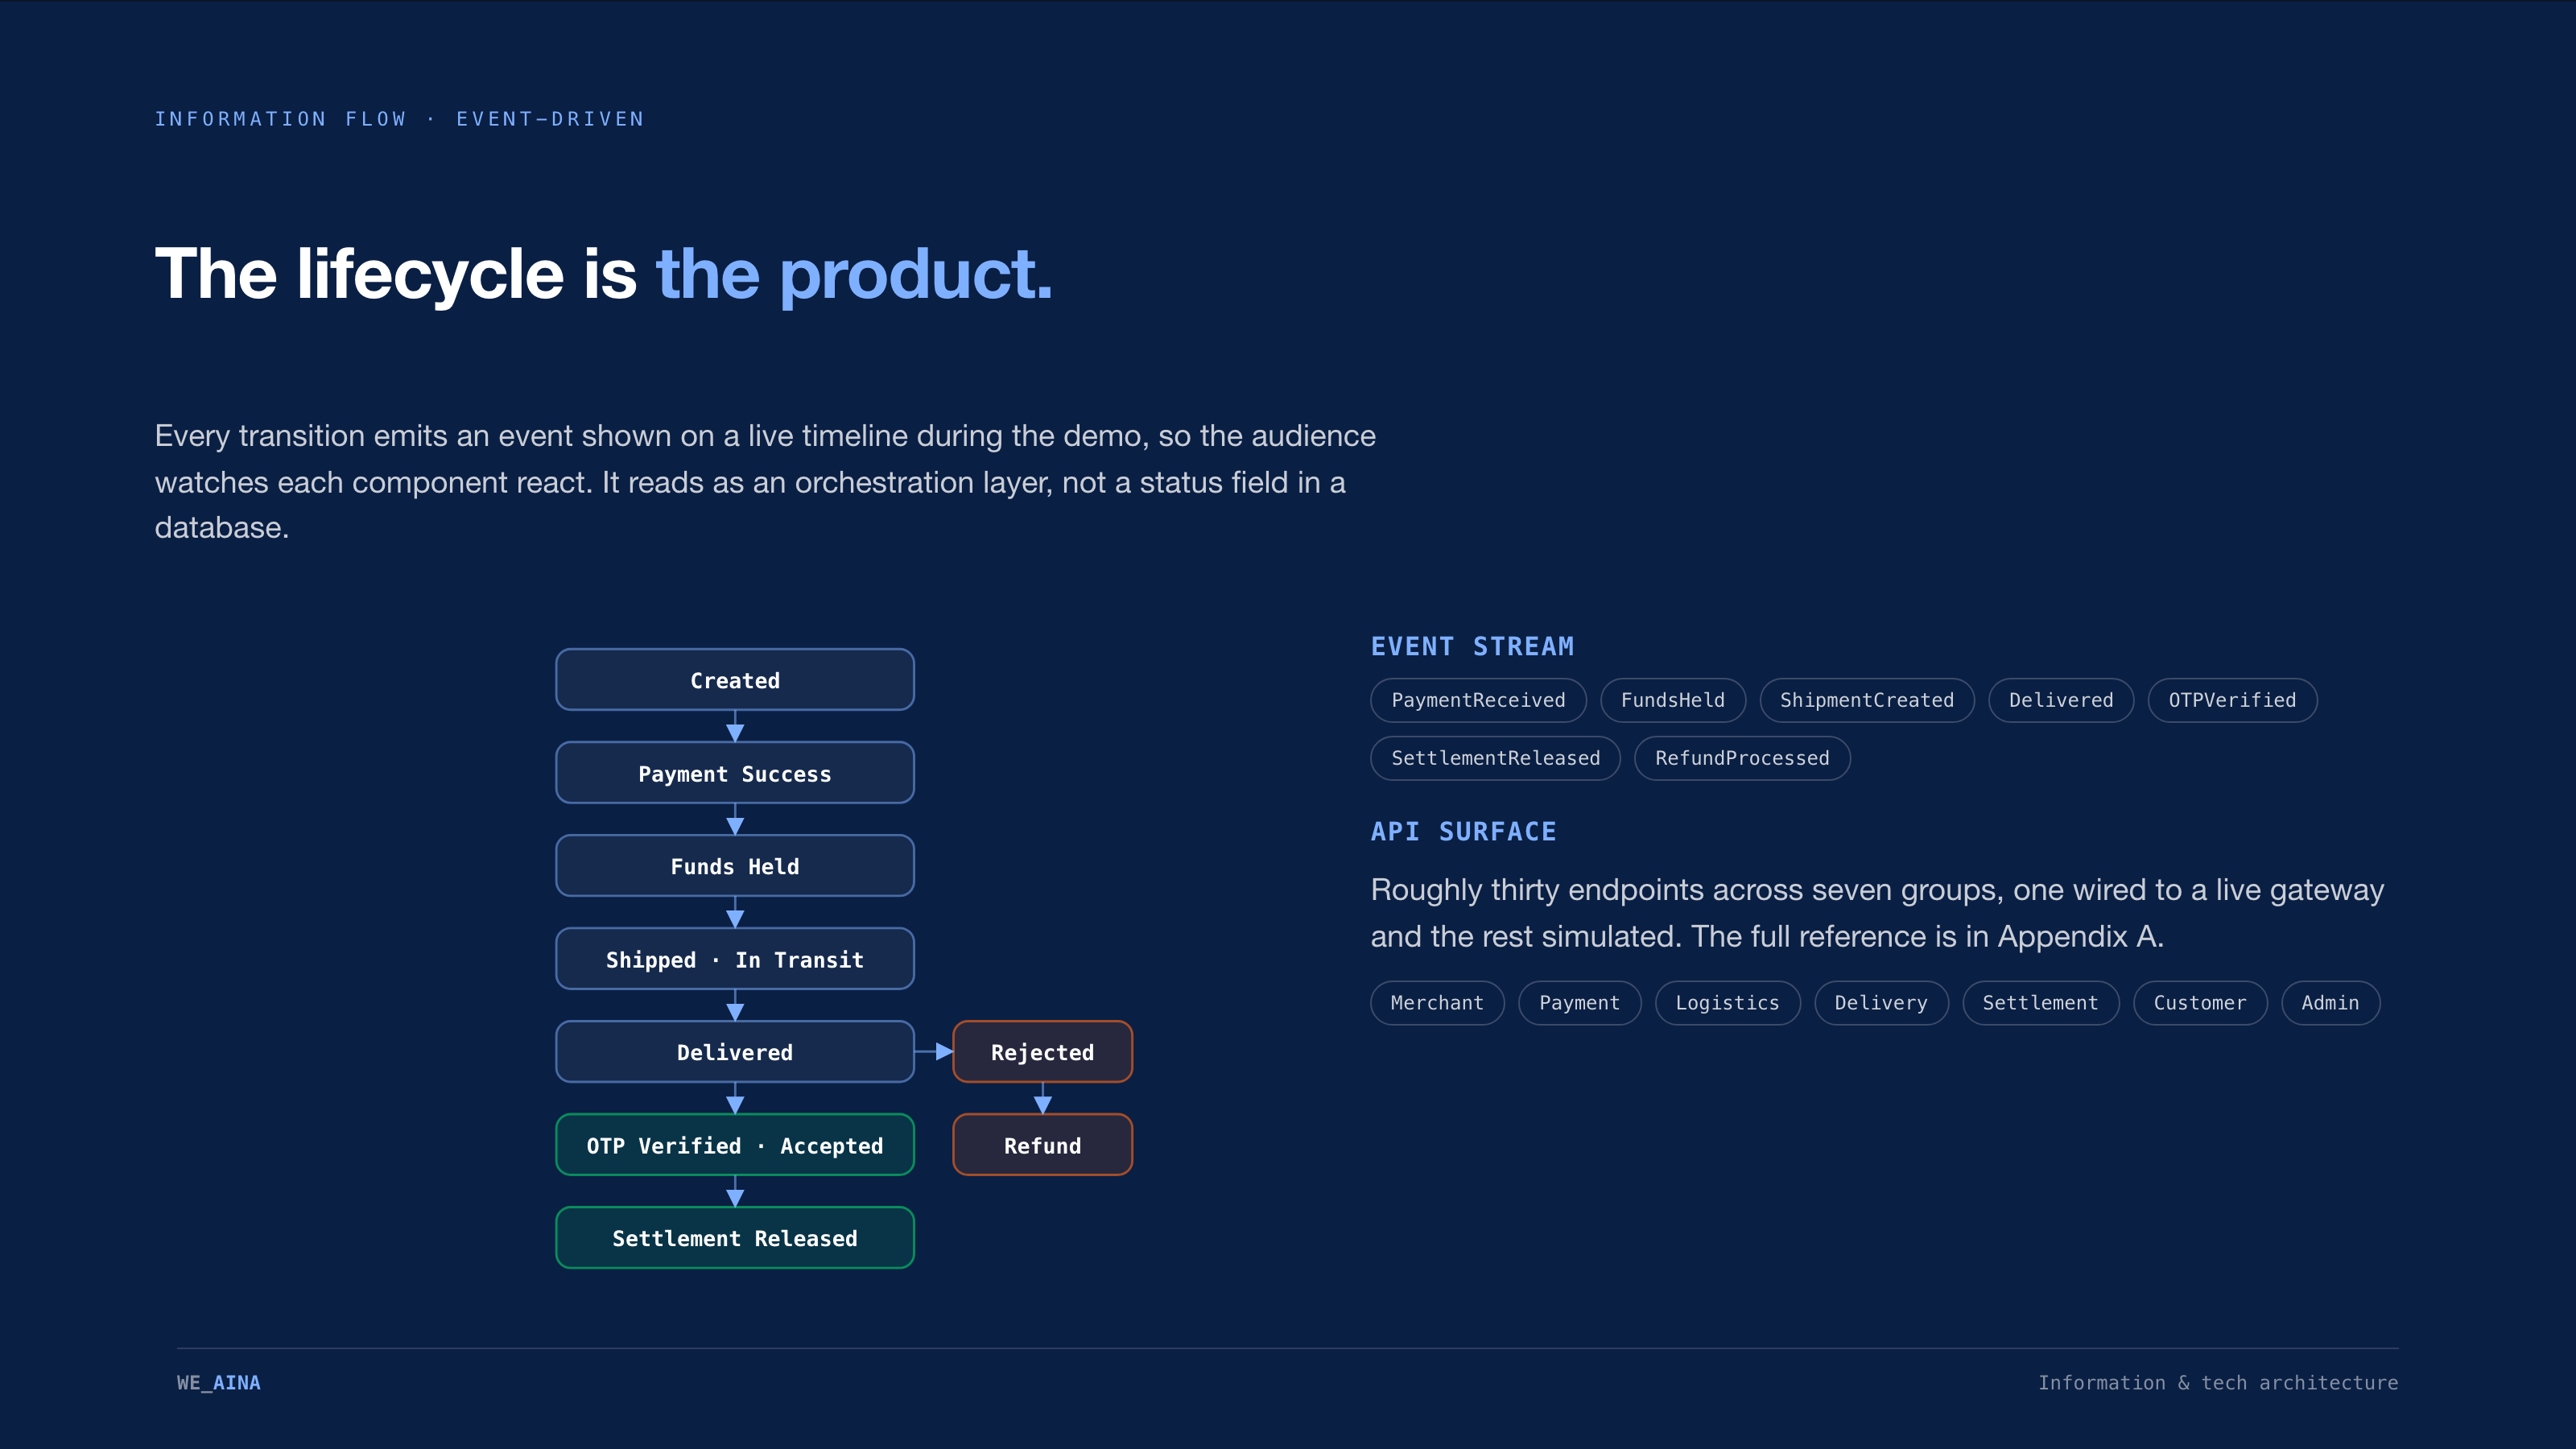 INFORMATION FLOW · EVENT–DRIVEN
The lifecycle is the product.
Every transition emits an event shown on a live timeline during the demo, so the audience
watches each component react. It reads as an orchestration layer, not a status field in a
database.
Created
Payment Success
Funds Held
Shipped · In Transit
Delivered
Rejected
OTP Verified · Accepted
Refund
Settlement Released
EVENT STREAM
PaymentReceived FundsHeld ShipmentCreated Delivered OTPVerified
SettlementReleased RefundProcessed
API SURFACE
Roughly thirty endpoints across seven groups, one wired to a live gateway
and the rest simulated. The full reference is in Appendix A.
Merchant Payment Logistics Delivery Settlement Customer Admin
WE_AINA
Information & tech architecture